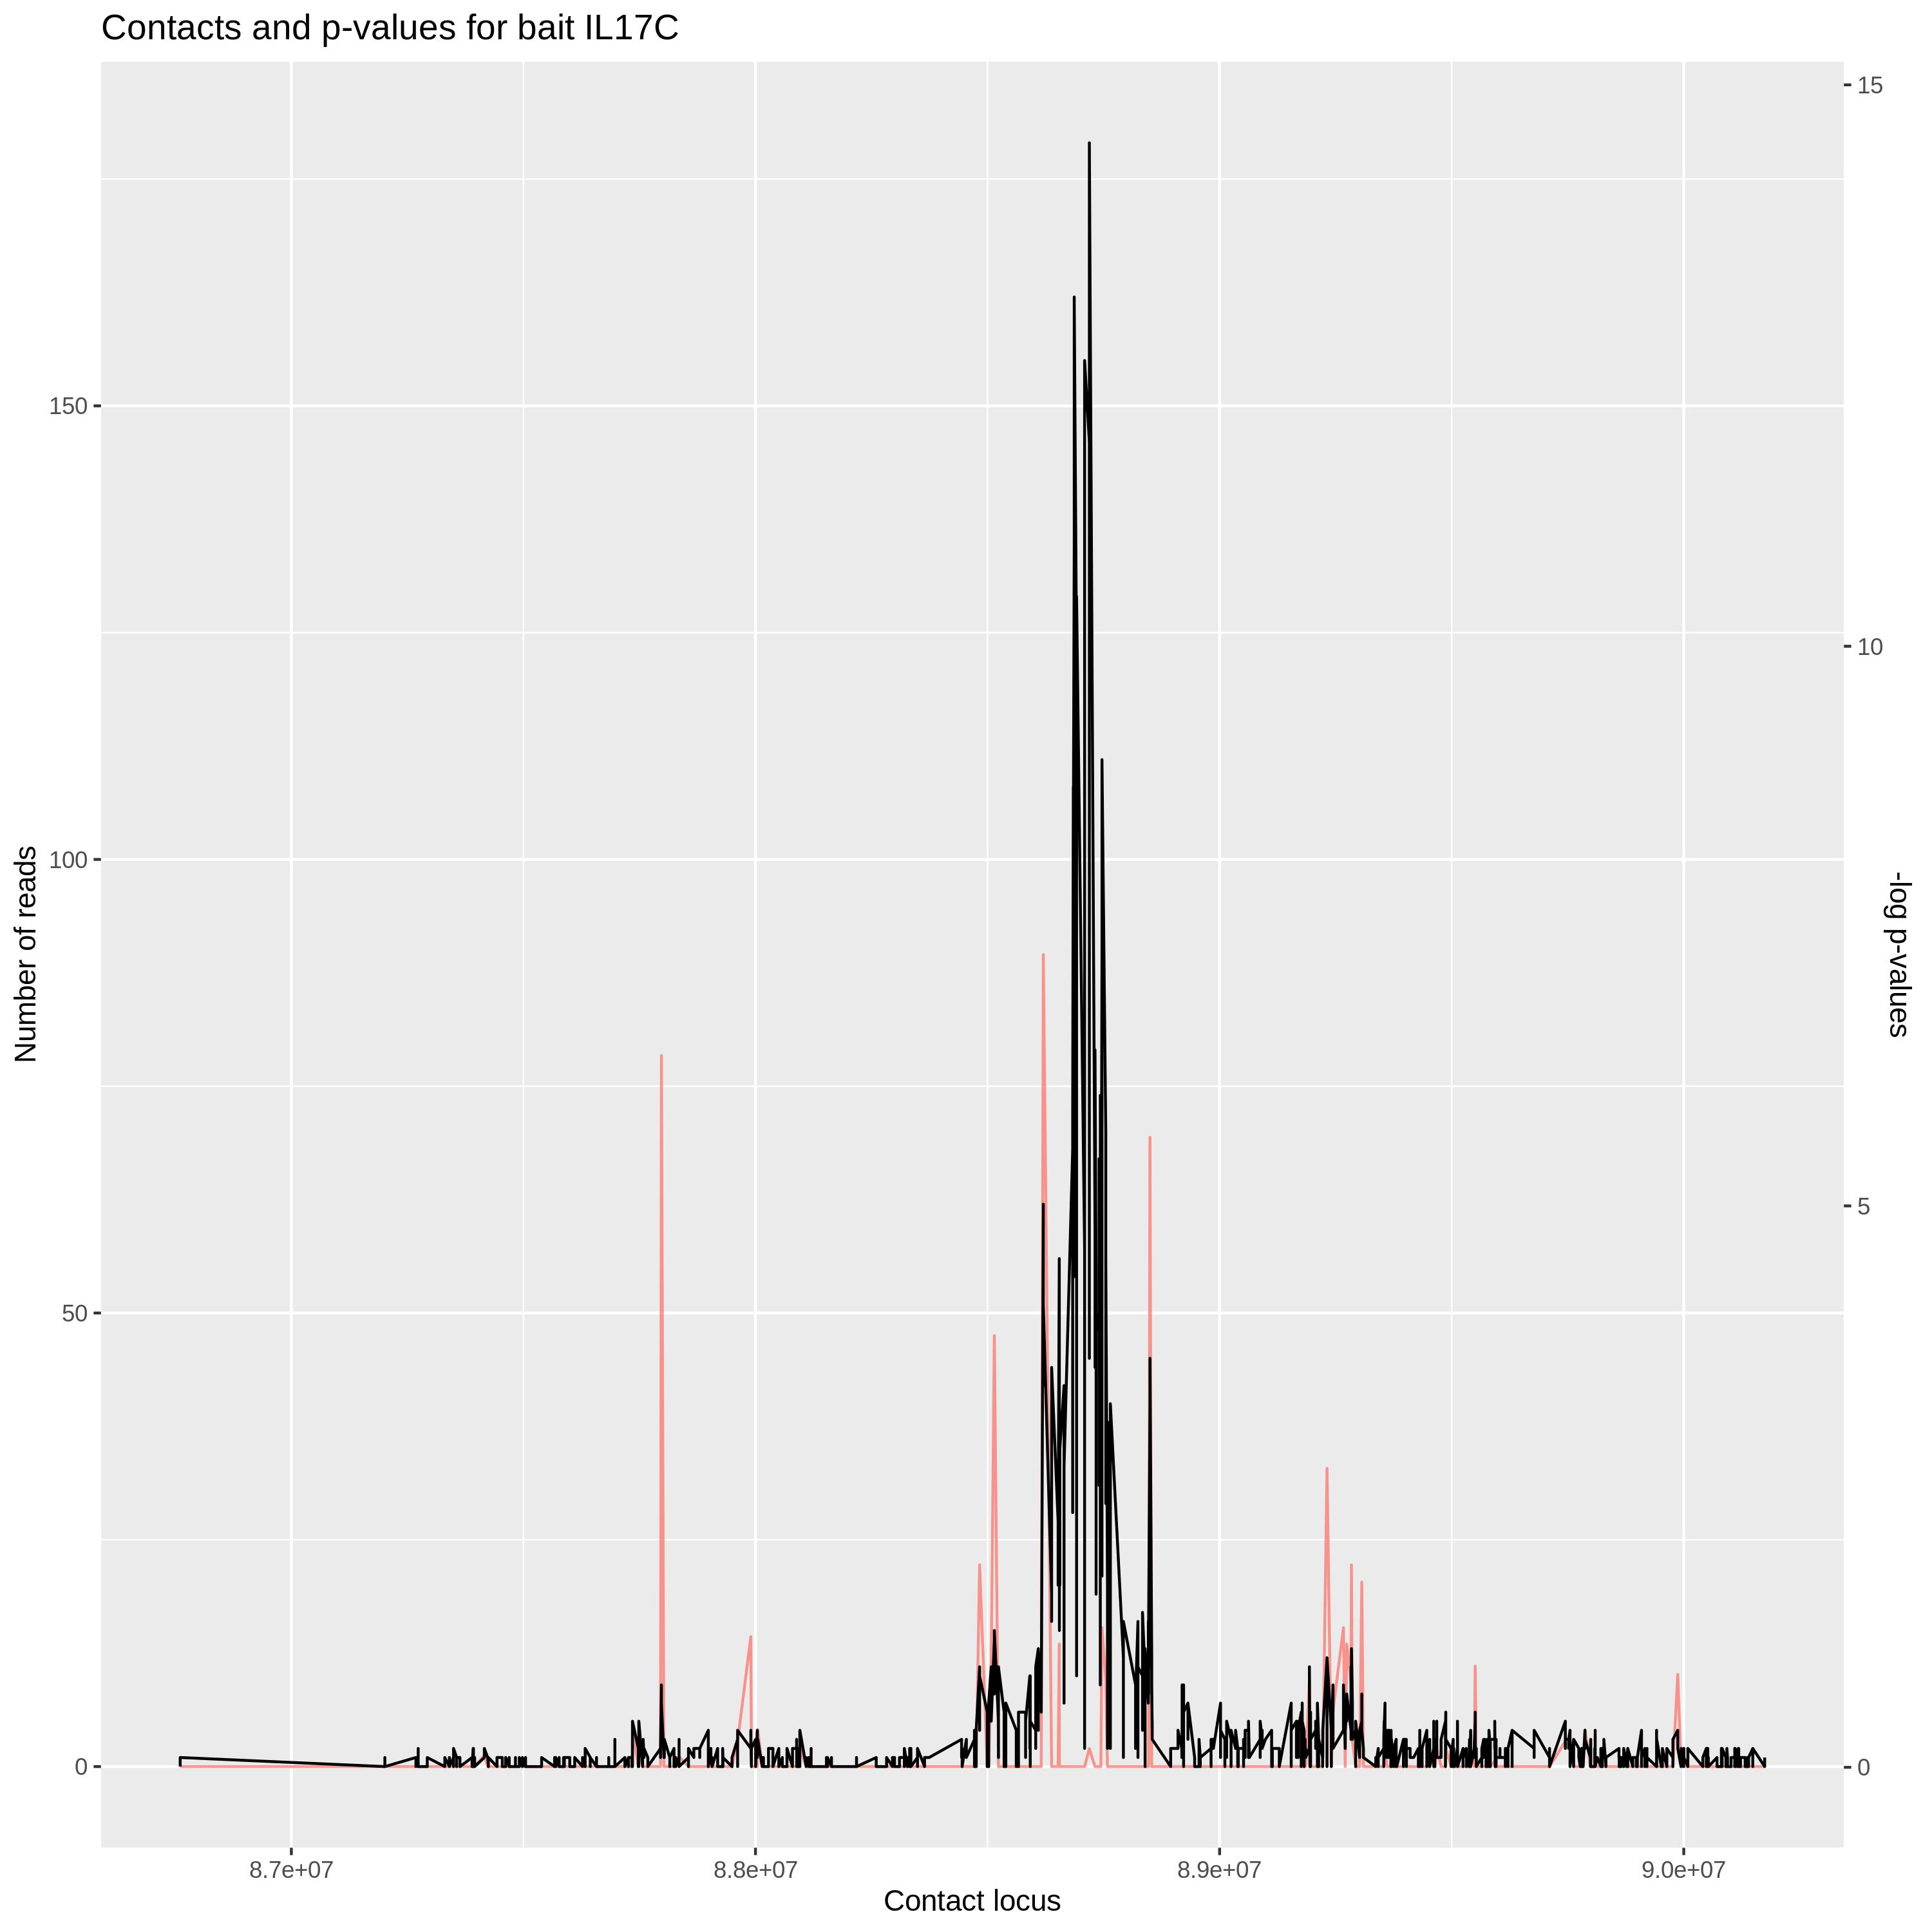 Contacts and p-values for bait IL17C
15
150
10
100
Number of reads
-log p-values
5
50
0
0
8.7e+07
8.8e+07
8.9e+07
9.0e+07
Contact locus